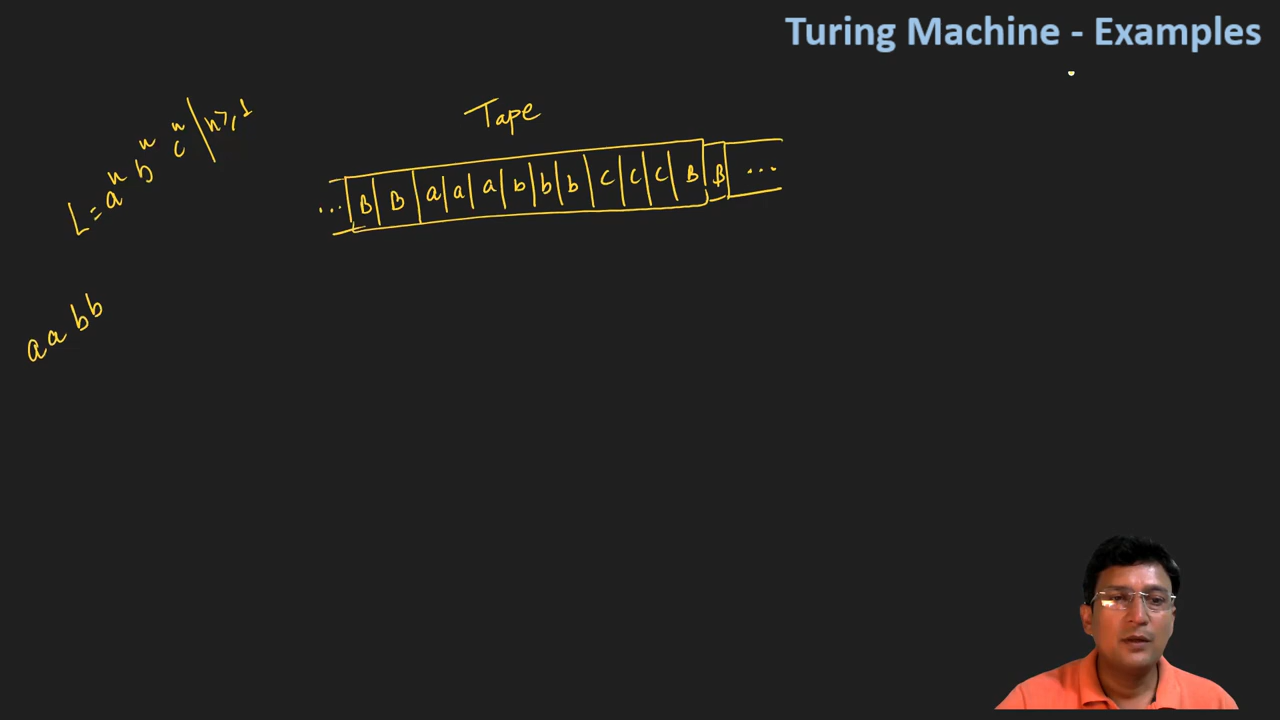 Turing Machine - Examples
Tape
L = aⁿ bⁿ cⁿ | n ≥ 1
... B B a a a b b b c c c B B ...
a a b b